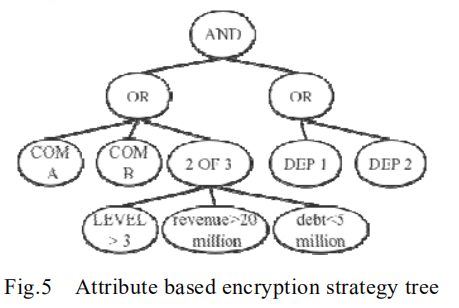 AND
OR
OR
COM
A
COM
B
2 OF 3
DEP 1
DEP 2
LEVEL
> 3
revenue>20
million
debt<5
million
Fig.5 Attribute based encryption strategy tree